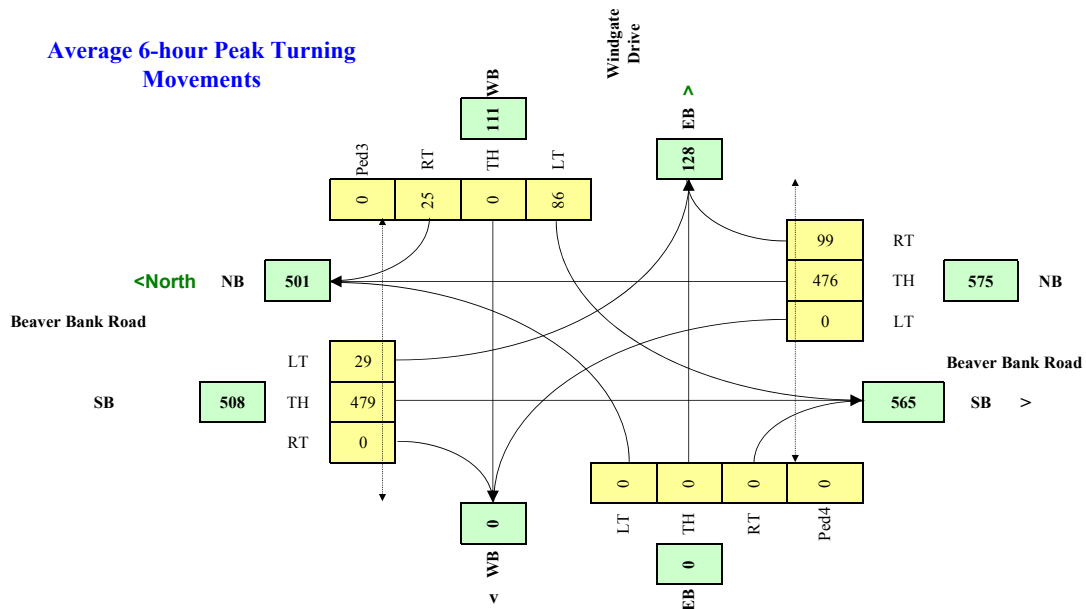 Average 6-hour Peak Turning
Movements
Windgate
Drive
WB
111
EB
^
128
Ped3
RT
TH
LT
0
25
0
86
99
RT
476
TH
575
NB
0
LT
<North
NB
501
Beaver Bank Road
Beaver Bank Road
LT
29
SB
508
TH
479
RT
0
565
SB
>
0
0
0
0
LT
TH
RT
Ped4
0
WB
v
0
EB